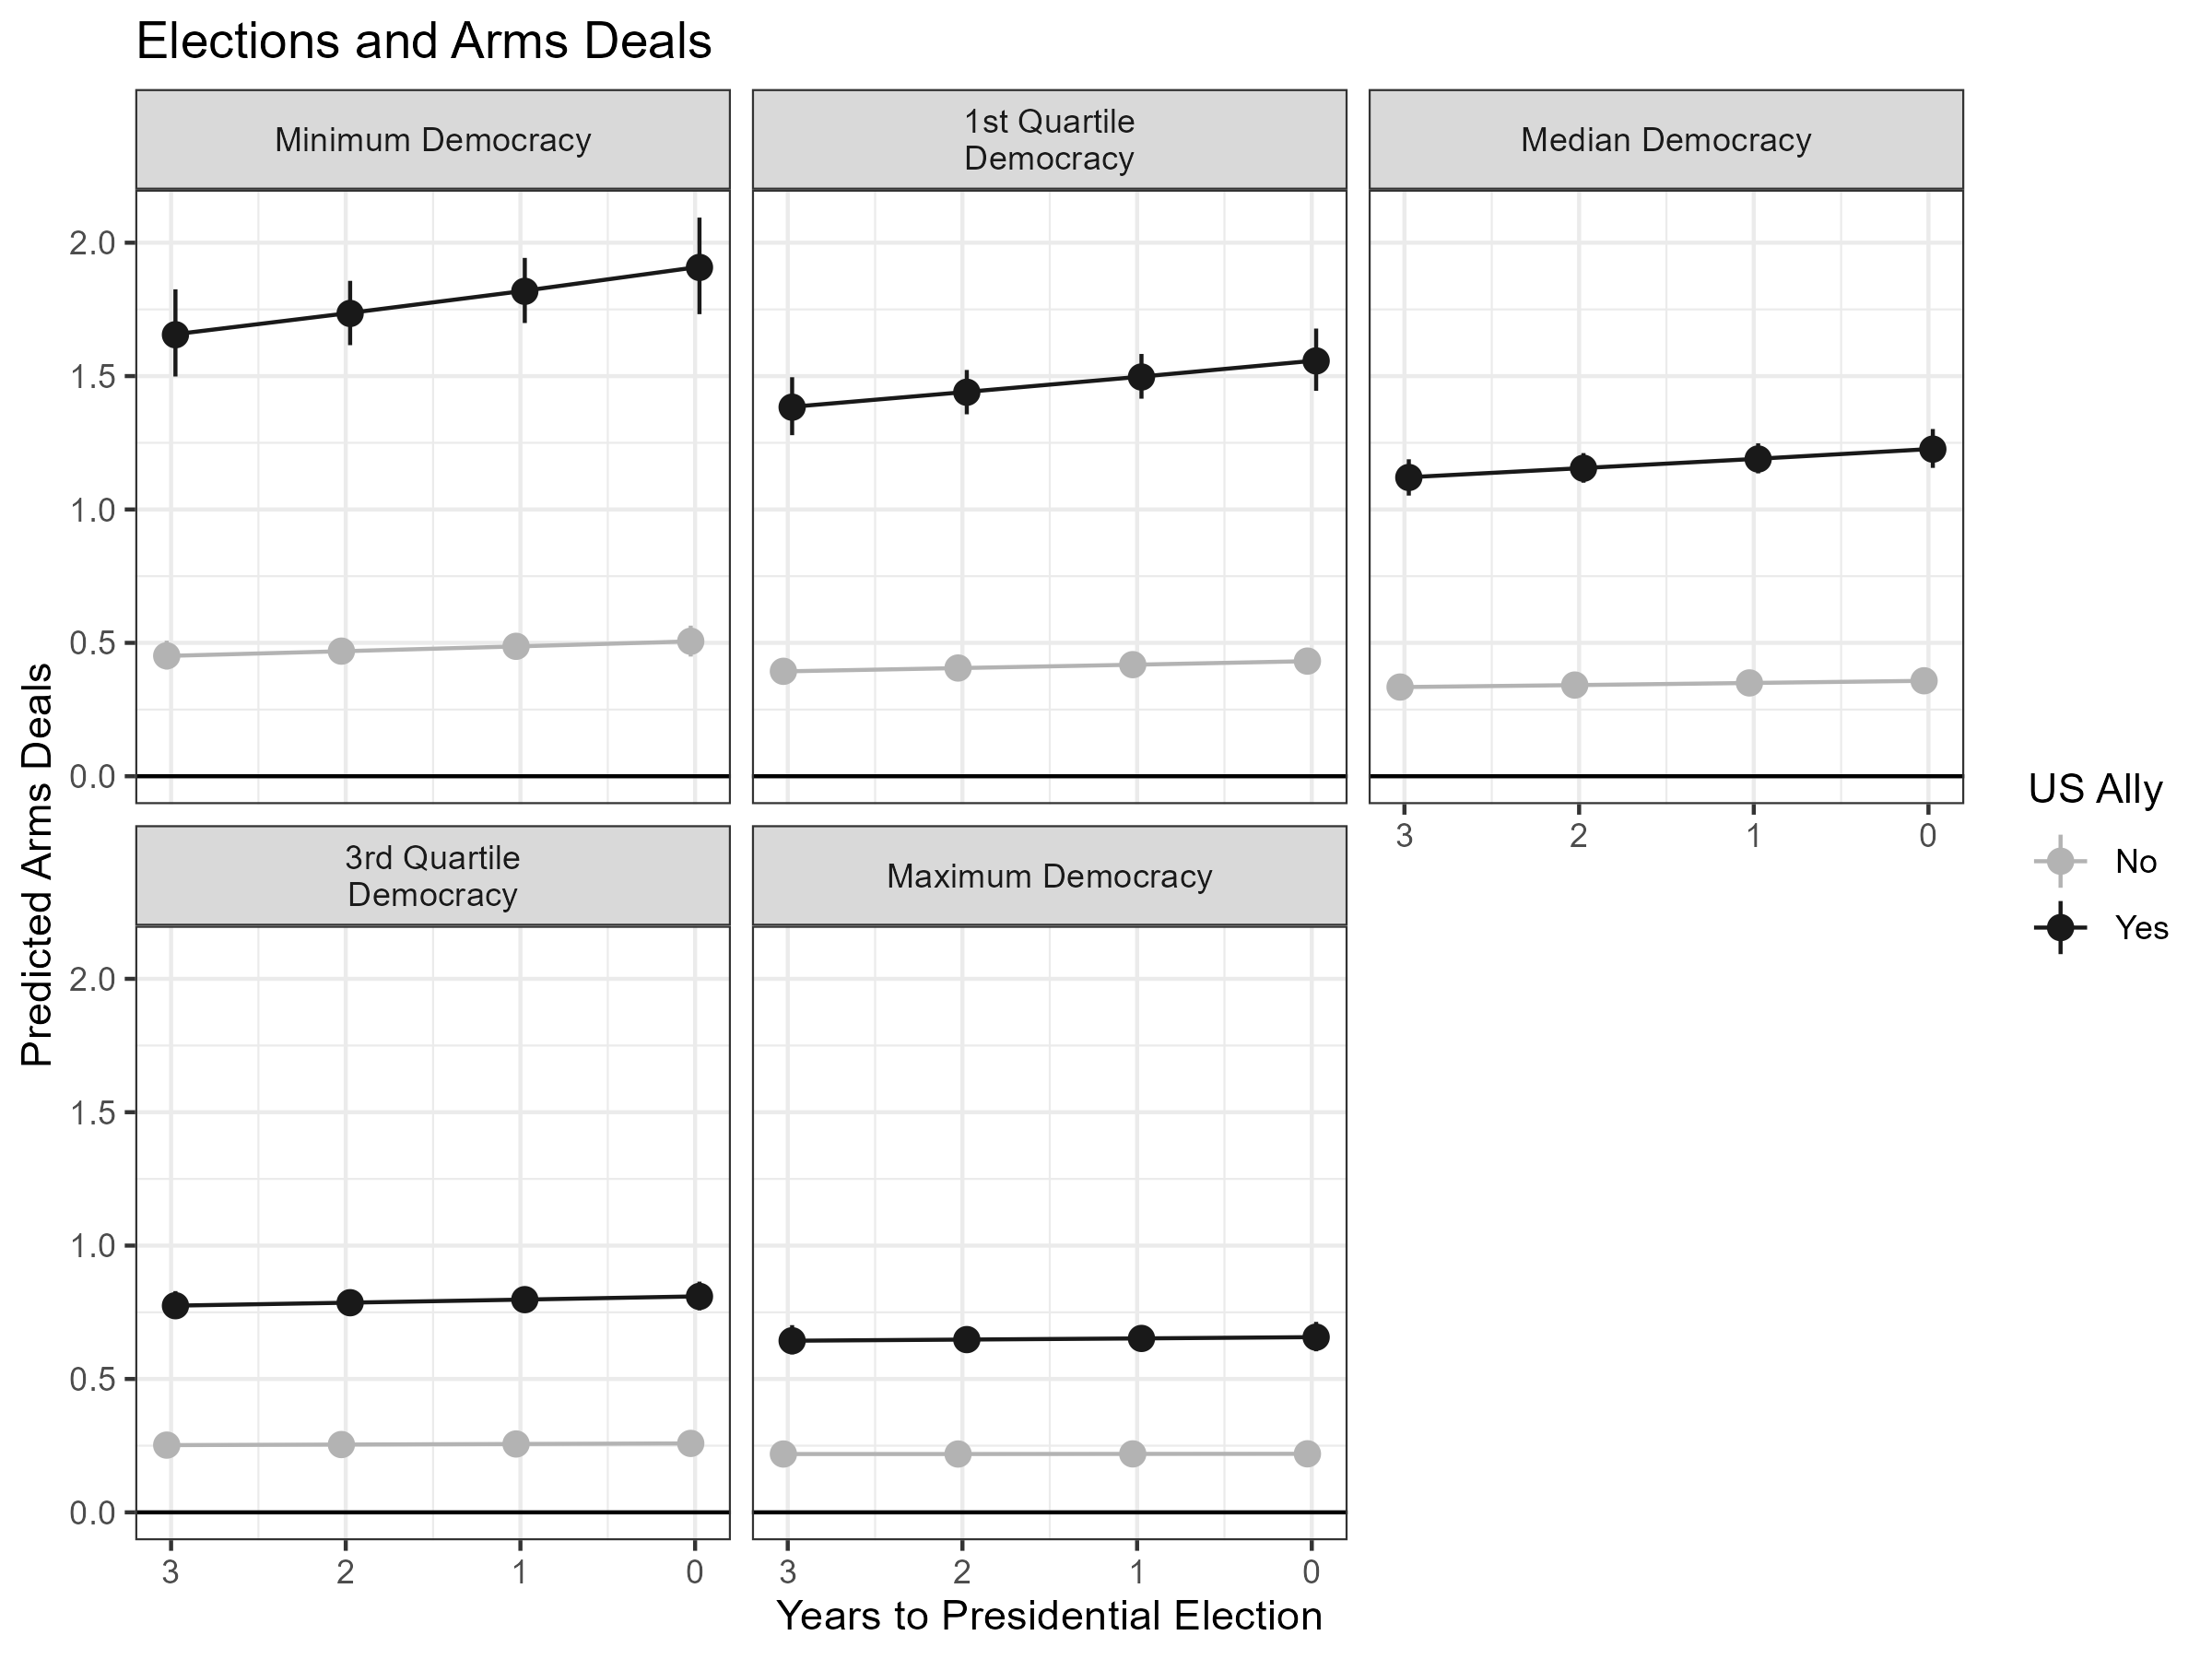 Elections and Arms Deals
Minimum Democracy
1st Quartile
Democracy
Median Democracy
2.0
1.5
1.0
0.5
0.0
3 2 1 0
3rd Quartile
Democracy
Maximum Democracy
2.0
1.5
1.0
0.5
0.0
3 2 1 0
3 2 1 0
Predicted Arms Deals
Years to Presidential Election
US Ally
No
Yes